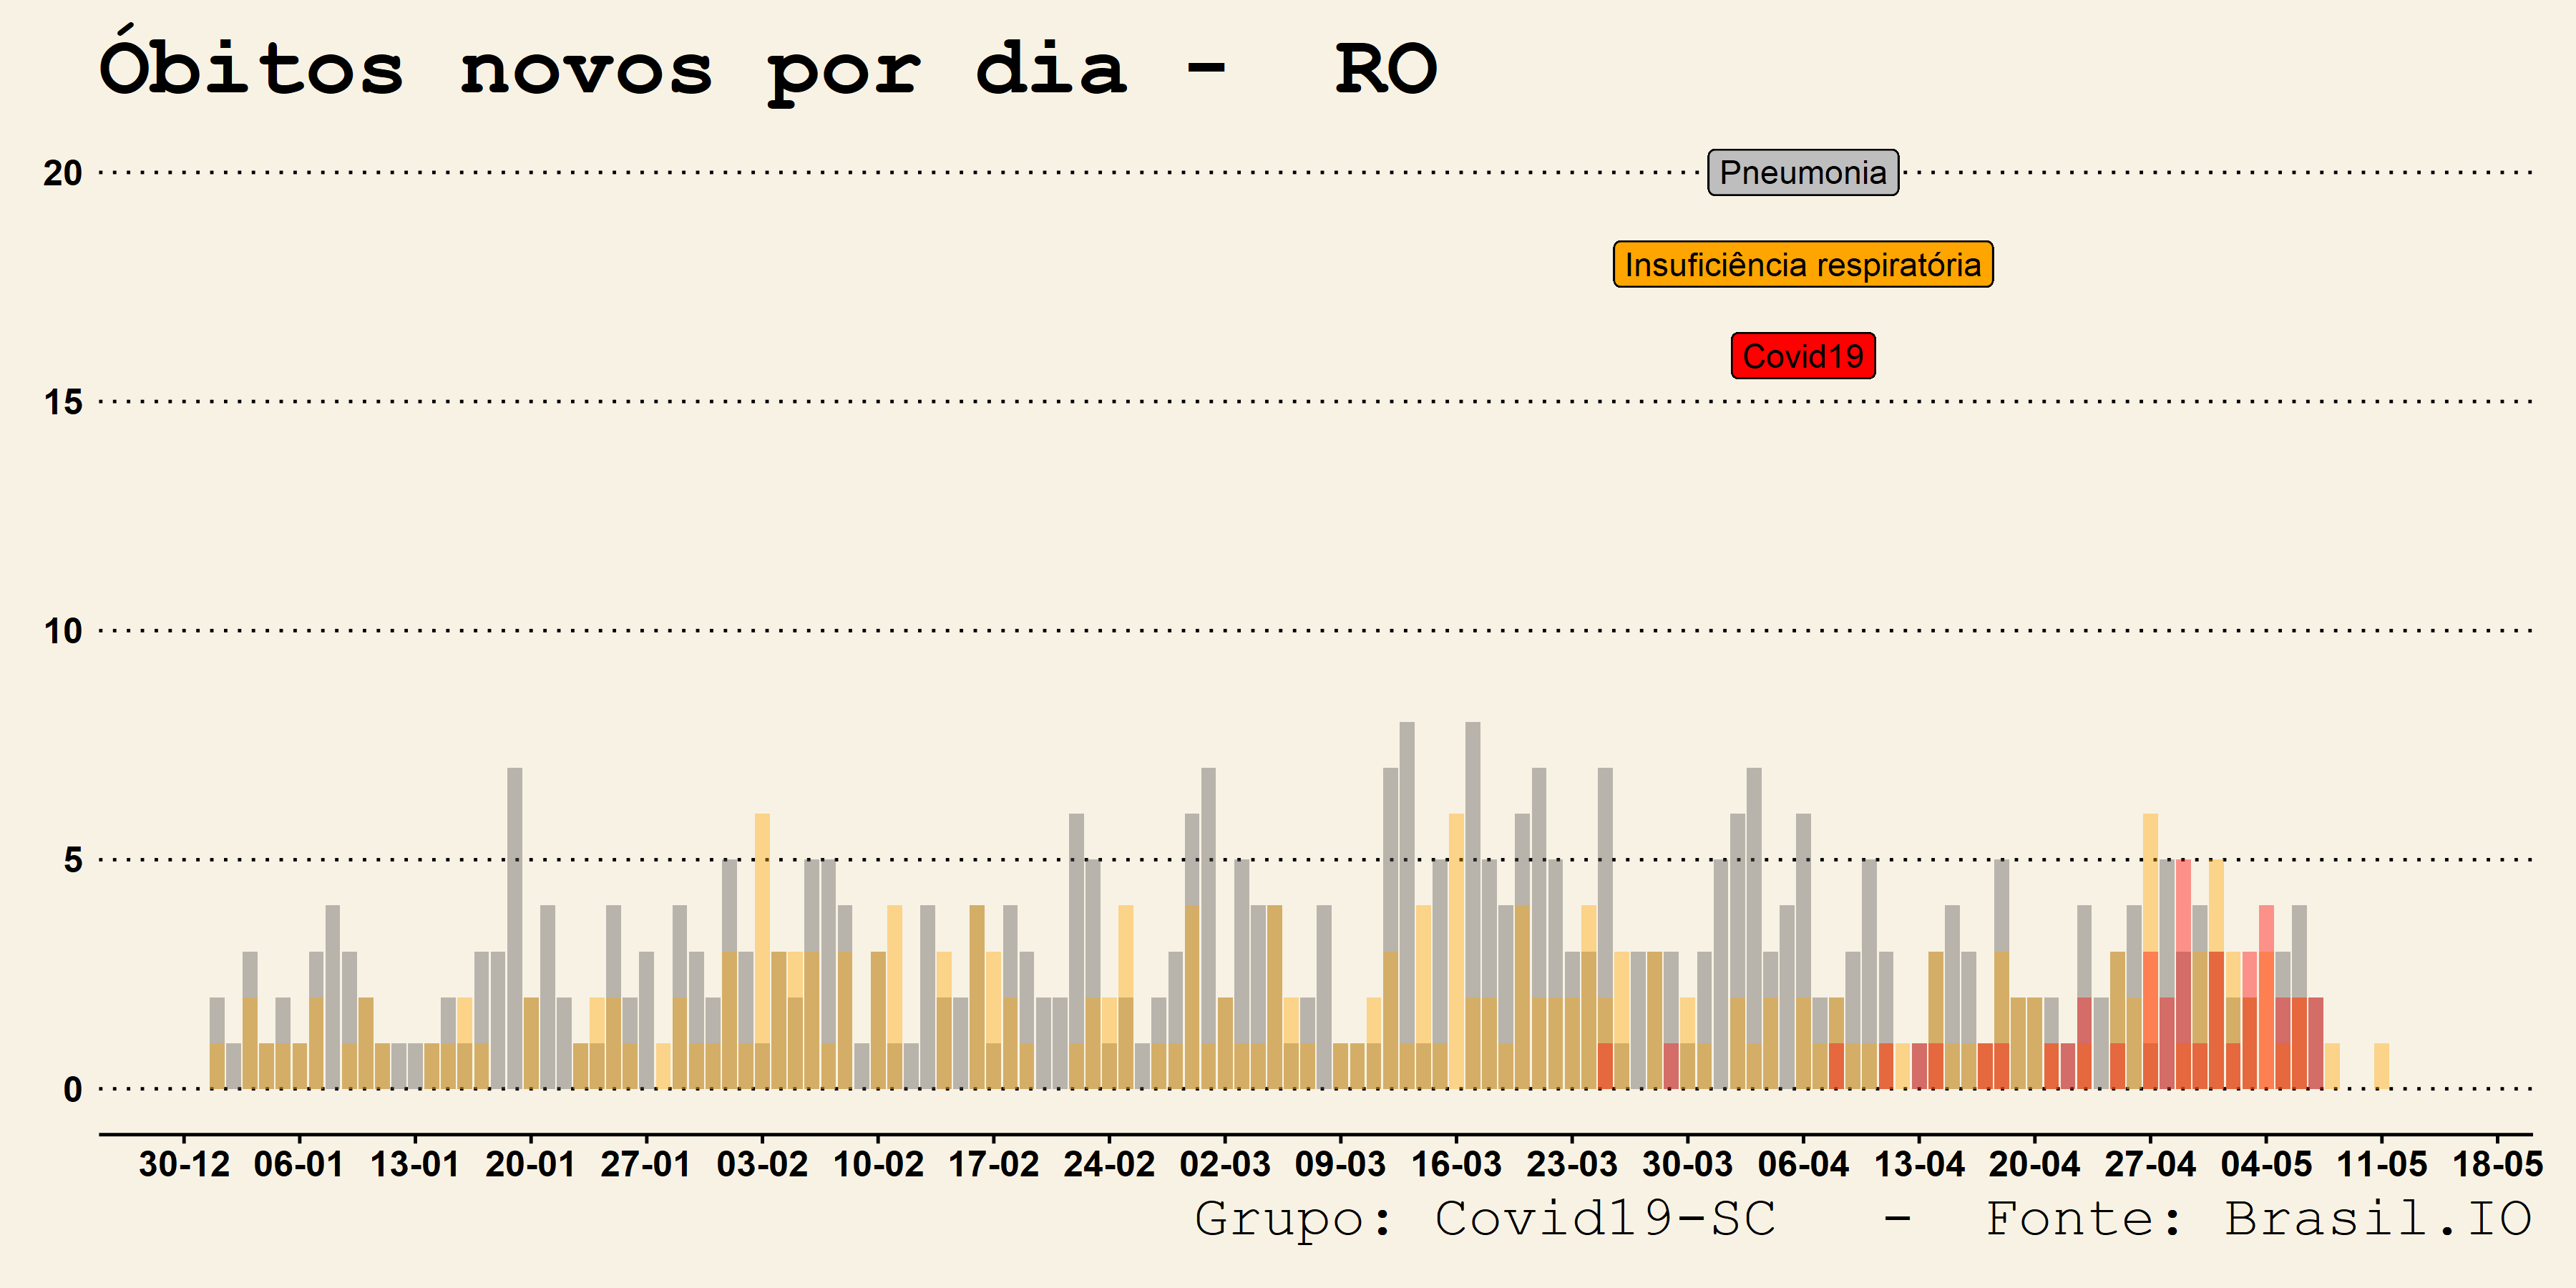 Óbitos novos por dia - RO
20
Pneumonia
Insuficiência respiratória
Covid19
15
10
5
0
30-12 06-01 13-01 20-01 27-01 03-02 10-02 17-02 24-02 02-03 09-03 16-03 23-03 30-03 06-04 13-04 20-04 27-04 04-05 11-05 18-05
Grupo: Covid19-SC - Fonte: Brasil.IO